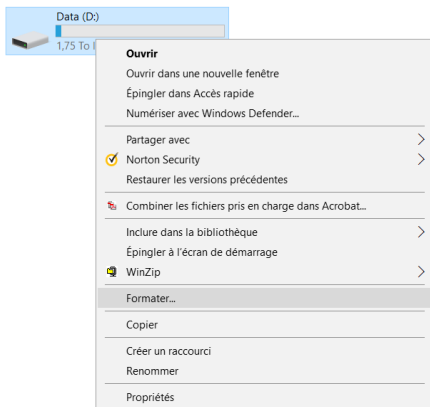 Data (D:)
1,75 To l
Ouvrir
Ouvrir dans une nouvelle fenêtre
Épingler dans Accès rapide
Numériser avec Windows Defender...
Partager avec
Norton Security
Restaurer les versions précédentes
Combiner les fichiers pris en charge dans Acrobat...
Inclure dans la bibliothèque
Épingler à l'écran de démarrage
WinZip
Formater...
Copier
Créer un raccourci
Renommer
Propriétés